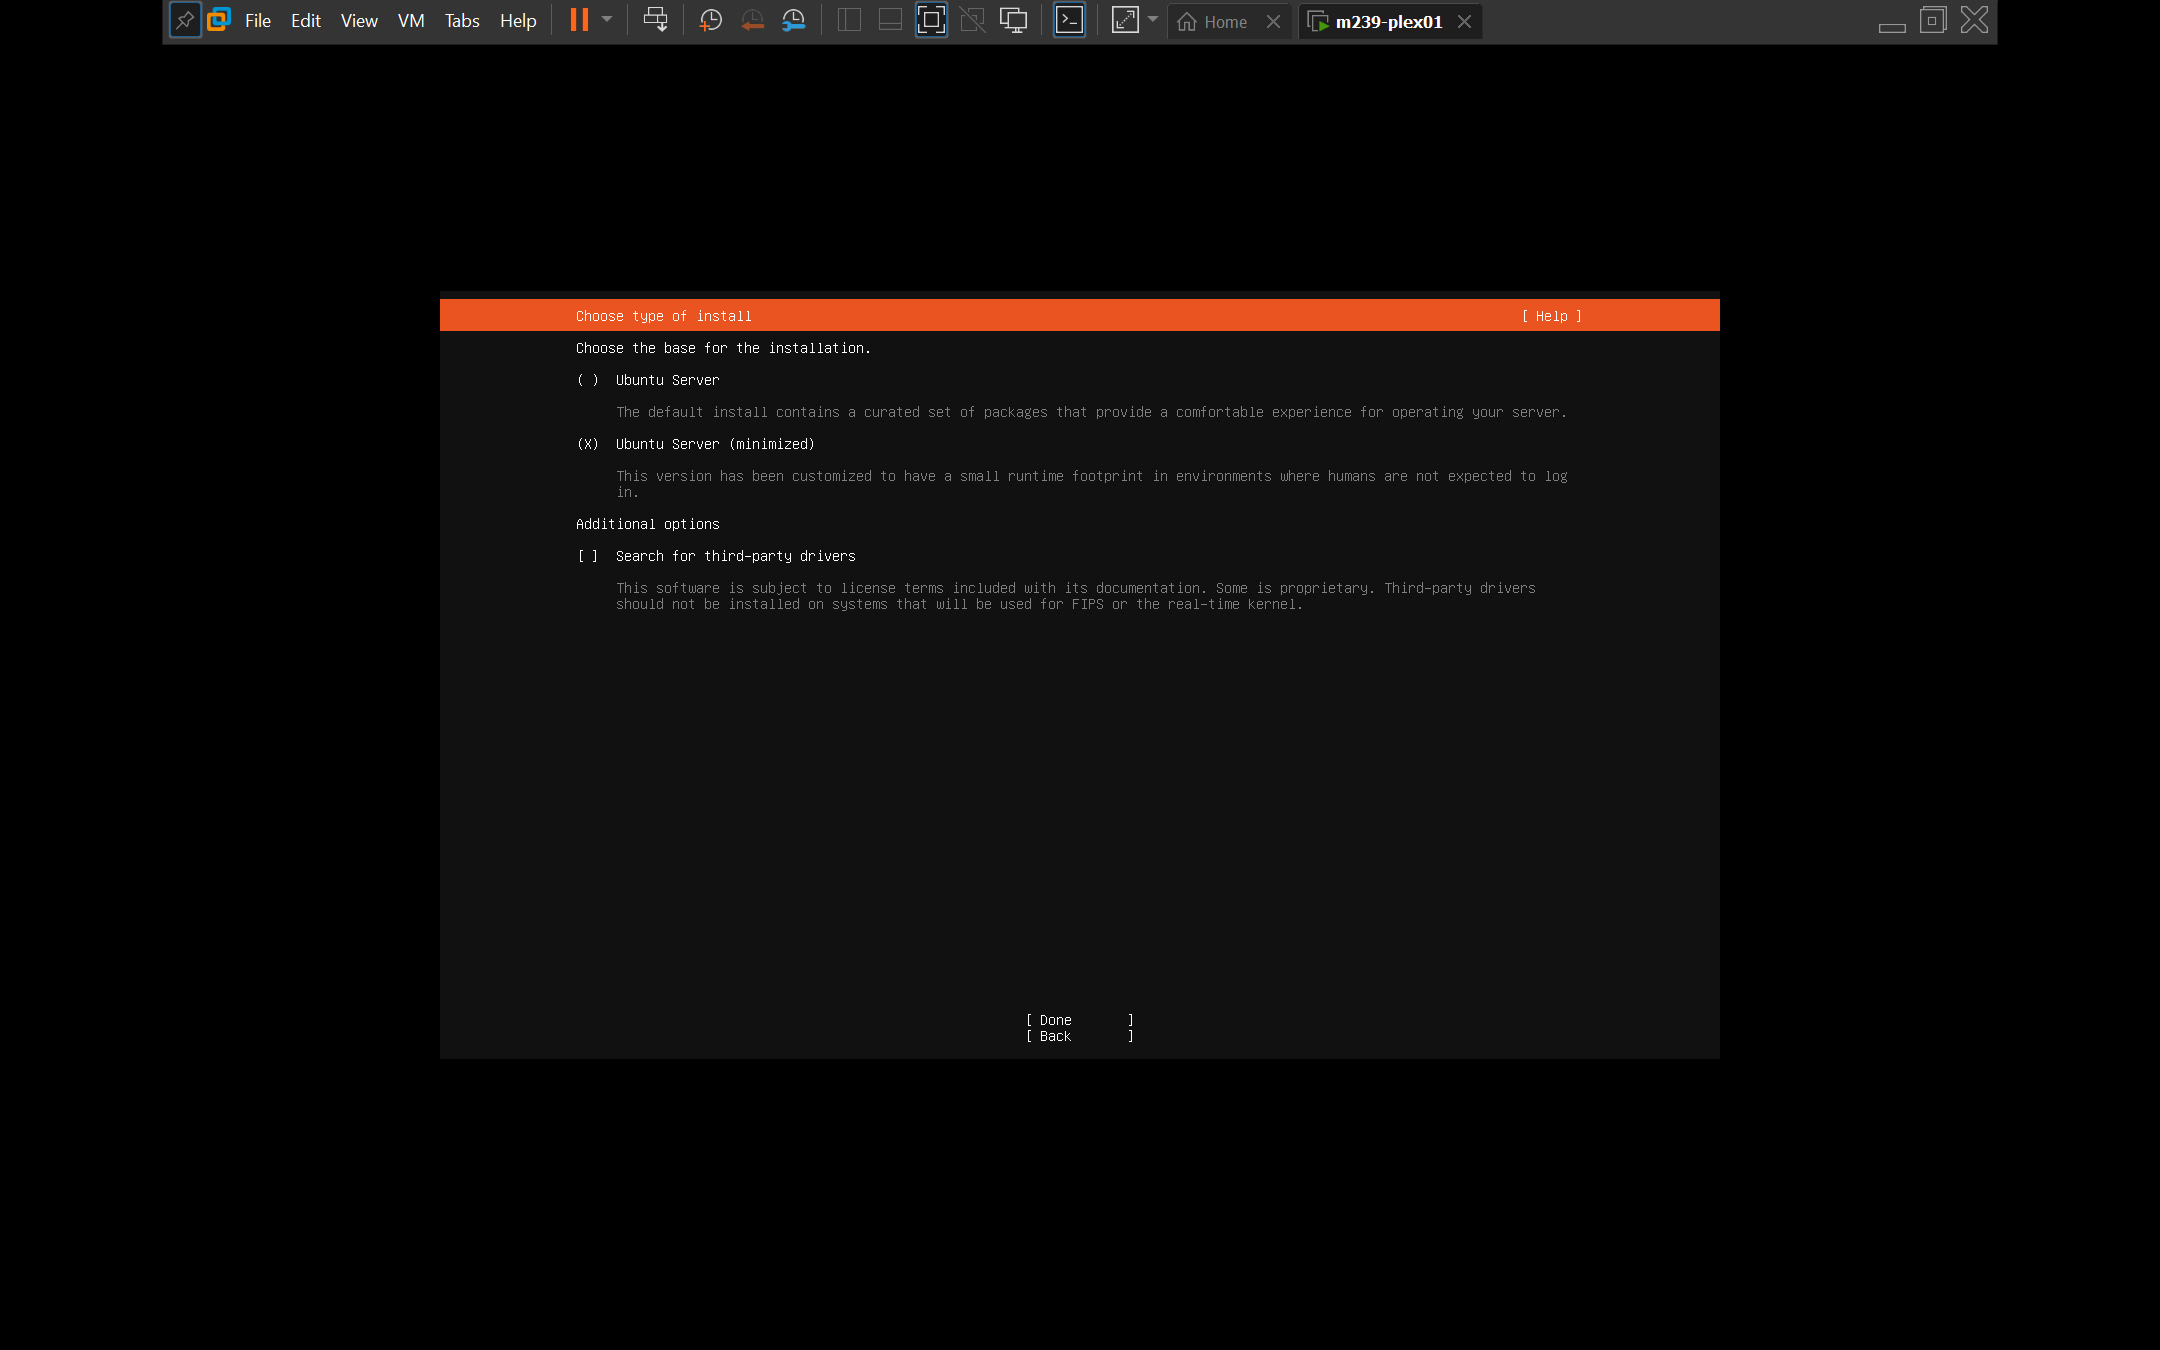 File Edit View VM Tabs Help Home m239-plex01
Choose type of install [ Help ]
Choose the base for the installation.
( ) Ubuntu Server
The default install contains a curated set of packages that provide a comfortable experience for operating your server.
(X) Ubuntu Server (minimized)
This version has been customized to have a small runtime footprint in environments where humans are not expected to log
in.
Additional options
[ ] Search for third-party drivers
This software is subject to license terms included with its documentation. Some is proprietary. Third-party drivers
should not be installed on systems that will be used for FIPS or the real-time kernel.
[ Done ]
[ Back ]